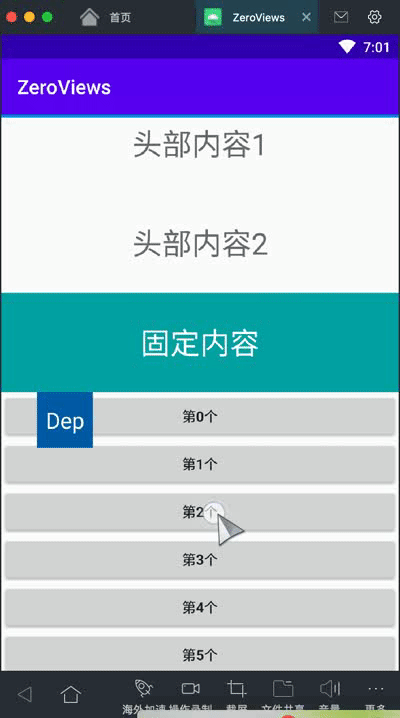 首页
ZeroViews
7:01
ZeroViews
头部内容1
头部内容2
固定内容
Dep
第0个
第1个
第2个
第3个
第4个
第5个
海外加速 操作录制 截屏 文件共享 音量 更多